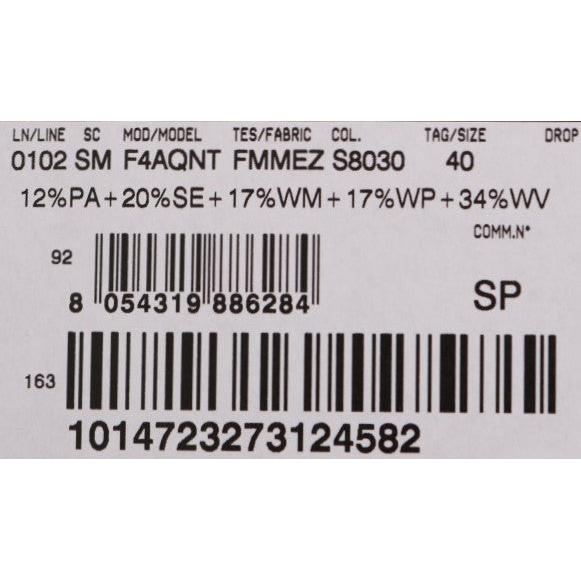 LN/LINE SC MOD/MODEL TES/FABRIC COL. TAG/SIZE DROP
0102 SM F4AQNT FMMEZ S8030 40
12%PA+20%SE+17%WM+17%WP+34%WV
COMM.N°
92
8 054319 886284
SP
163
1014723273124582